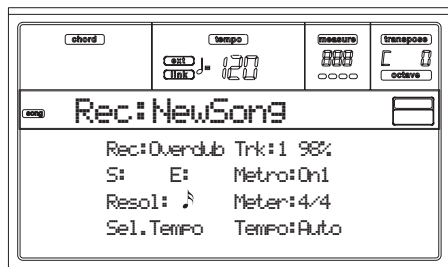 chord tempo measure transpose
ext link ♩= 120 888 C 0
octave
song Rec:NewSong
Rec:Overdub Trk:1 98%
S: E: Metro:On1
Resol: 𝅘𝅥𝅯 Meter:4/4
Sel.Tempo Tempo:Auto